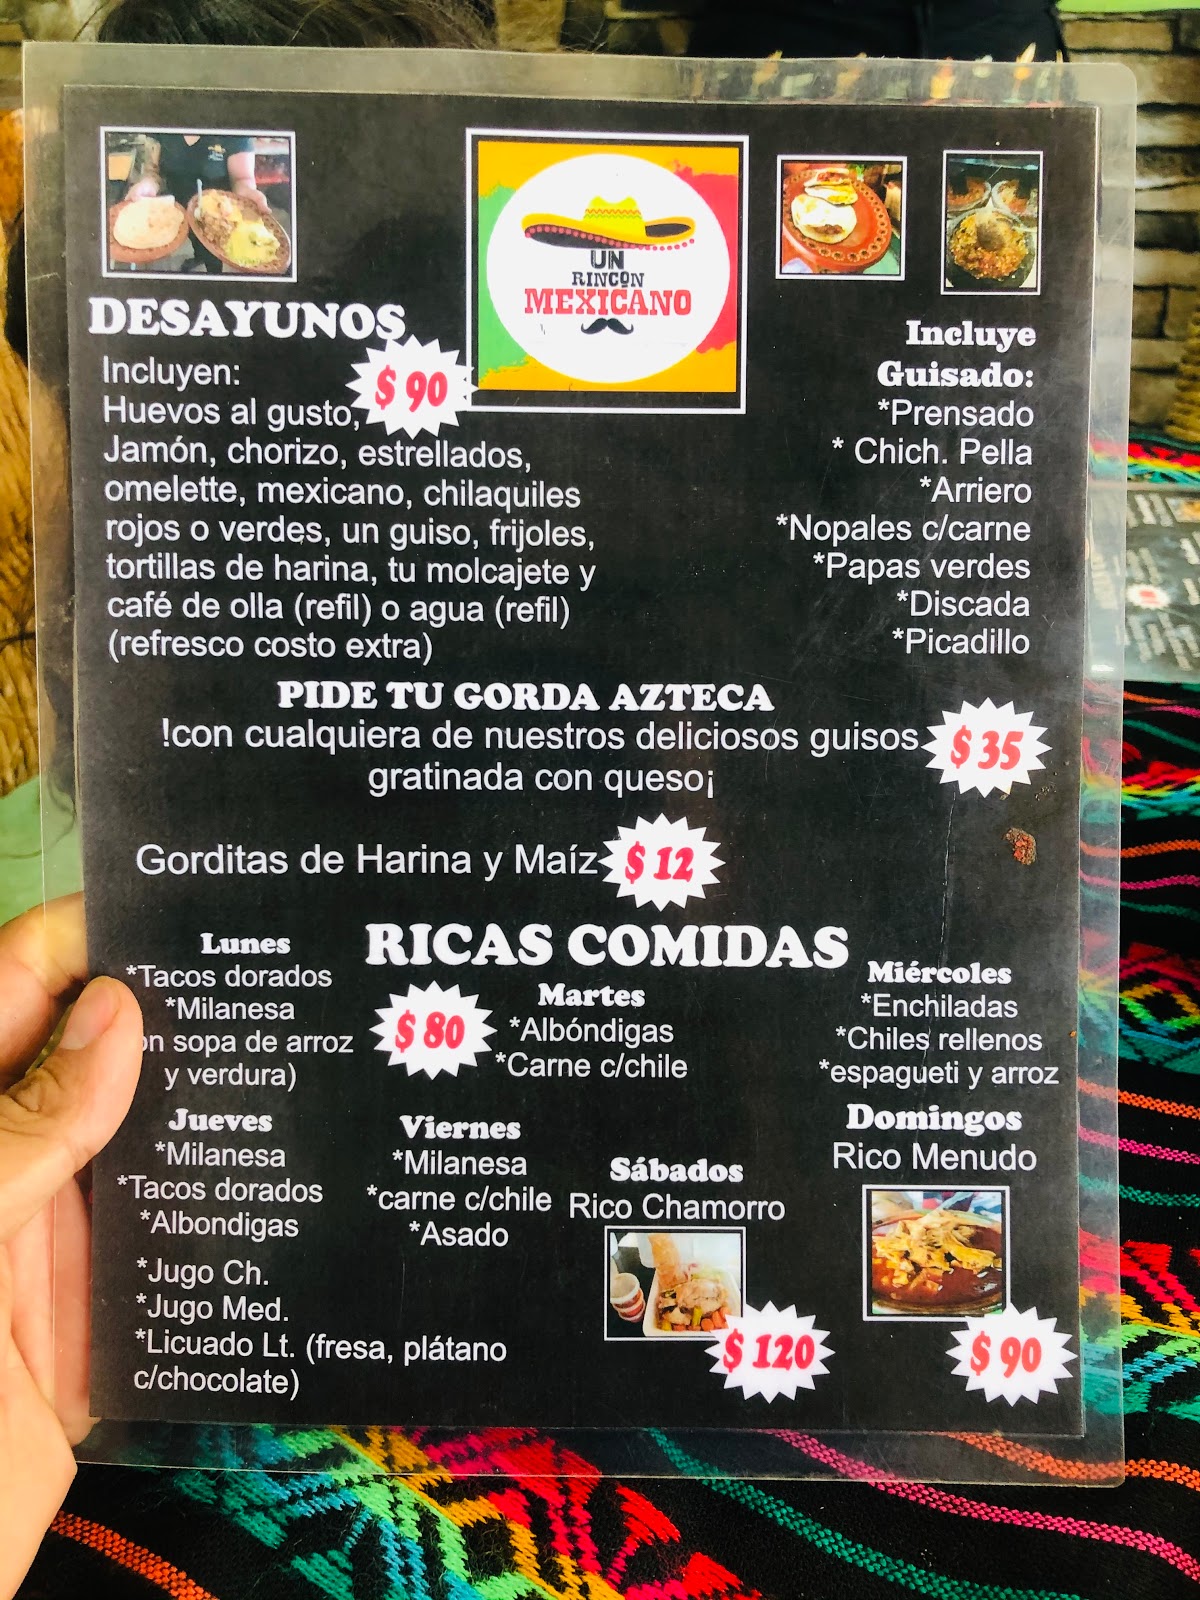 UN
RINCON
MEXICANO
DESAYUNOS
$ 90
Incluyen:
Huevos al gusto,
Jamón, chorizo, estrellados,
omelette, mexicano, chilaquiles
rojos o verdes, un guiso, frijoles,
tortillas de harina, tu molcajete y
café de olla (refil) o agua (refil)
(refresco costo extra)
Incluye
Guisado:
*Prensado
* Chich. Pella
*Arriero
*Nopales c/carne
*Papas verdes
*Discada
*Picadillo
PIDE TU GORDA AZTECA
!con cualquiera de nuestros deliciosos guisos
gratinada con queso¡
$ 35
Gorditas de Harina y Maíz
$ 12
RICAS COMIDAS
$ 80
Lunes
*Tacos dorados
*Milanesa
on sopa de arroz
y verdura)
Martes
*Albóndigas
*Carne c/chile
Miércoles
*Enchiladas
*Chiles rellenos
*espagueti y arroz
Jueves
*Milanesa
*Tacos dorados
*Albondigas
Viernes
*Milanesa
*carne c/chile
*Asado
Sábados
Rico Chamorro
$ 120
Domingos
Rico Menudo
$ 90
*Jugo Ch.
*Jugo Med.
*Licuado Lt. (fresa, plátano
c/chocolate)